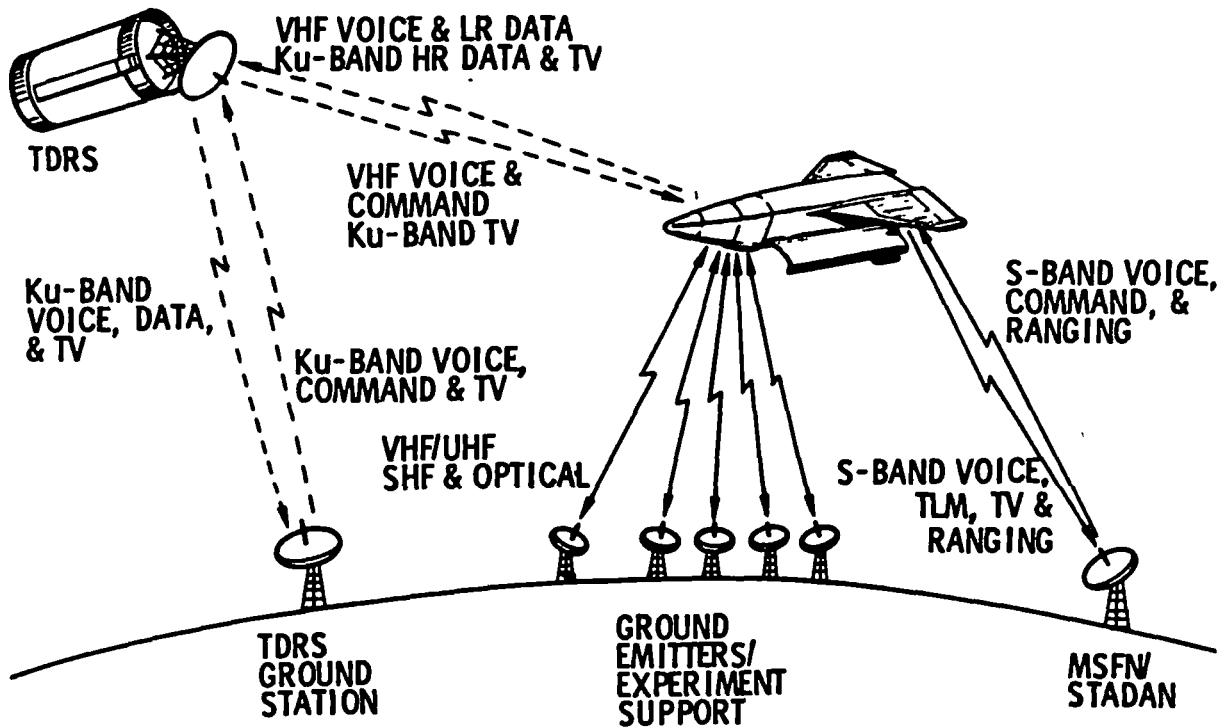 VHF VOICE & LR DATA
Ku-BAND HR DATA & TV
TDRS
VHF VOICE &
COMMAND
Ku-BAND TV
Ku-BAND
VOICE, DATA,
& TV
Ku-BAND VOICE,
COMMAND & TV
S-BAND VOICE,
COMMAND, &
RANGING
VHF/UHF
SHF & OPTICAL
S-BAND VOICE,
TLM, TV &
RANGING
TDRS
GROUND
STATION
GROUND
EMITTERS/
EXPERIMENT
SUPPORT
MSFN/
STADAN